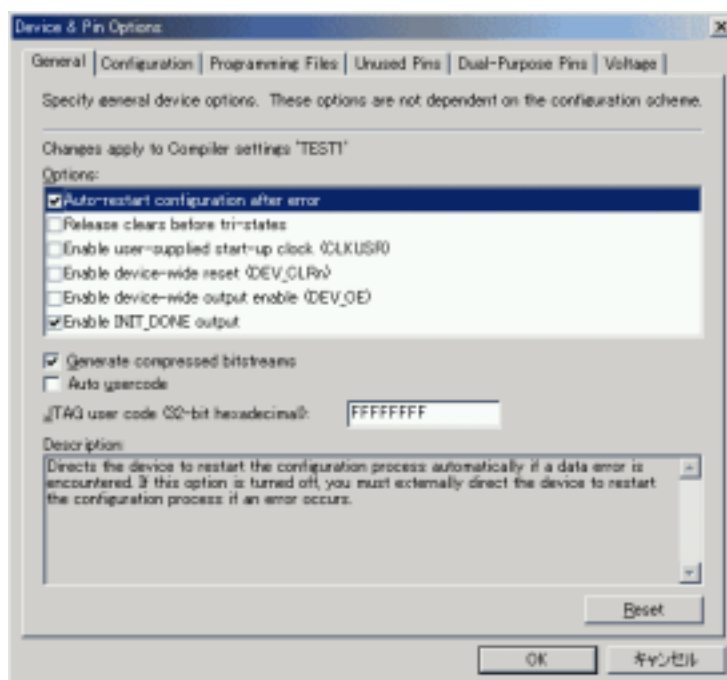 Device & Pin Options
General
Configuration
Programming Files
Unused Pins
Dual-Purpose Pins
Voltage
Specify general device options. These options are not dependent on the configuration scheme.
Changes apply to Compiler settings 'TEST1'
Options:
Auto-restart configuration after error
Release clears before tri-states
Enable user-supplied start-up clock (CLKUSR)
Enable device-wide reset (DEV_CLRn)
Enable device-wide output enable (DEV_OE)
Enable INIT_DONE output
Generate compressed bitstreams
Auto usercode
JTAG user code (32-bit hexadecimal):
FFFFFFFF
Description:
Directs the device to restart the configuration process automatically if a data error is
encountered. If this option is turned off, you must externally direct the device to restart
the configuration process if an error occurs.
Reset
OK
キャンセル